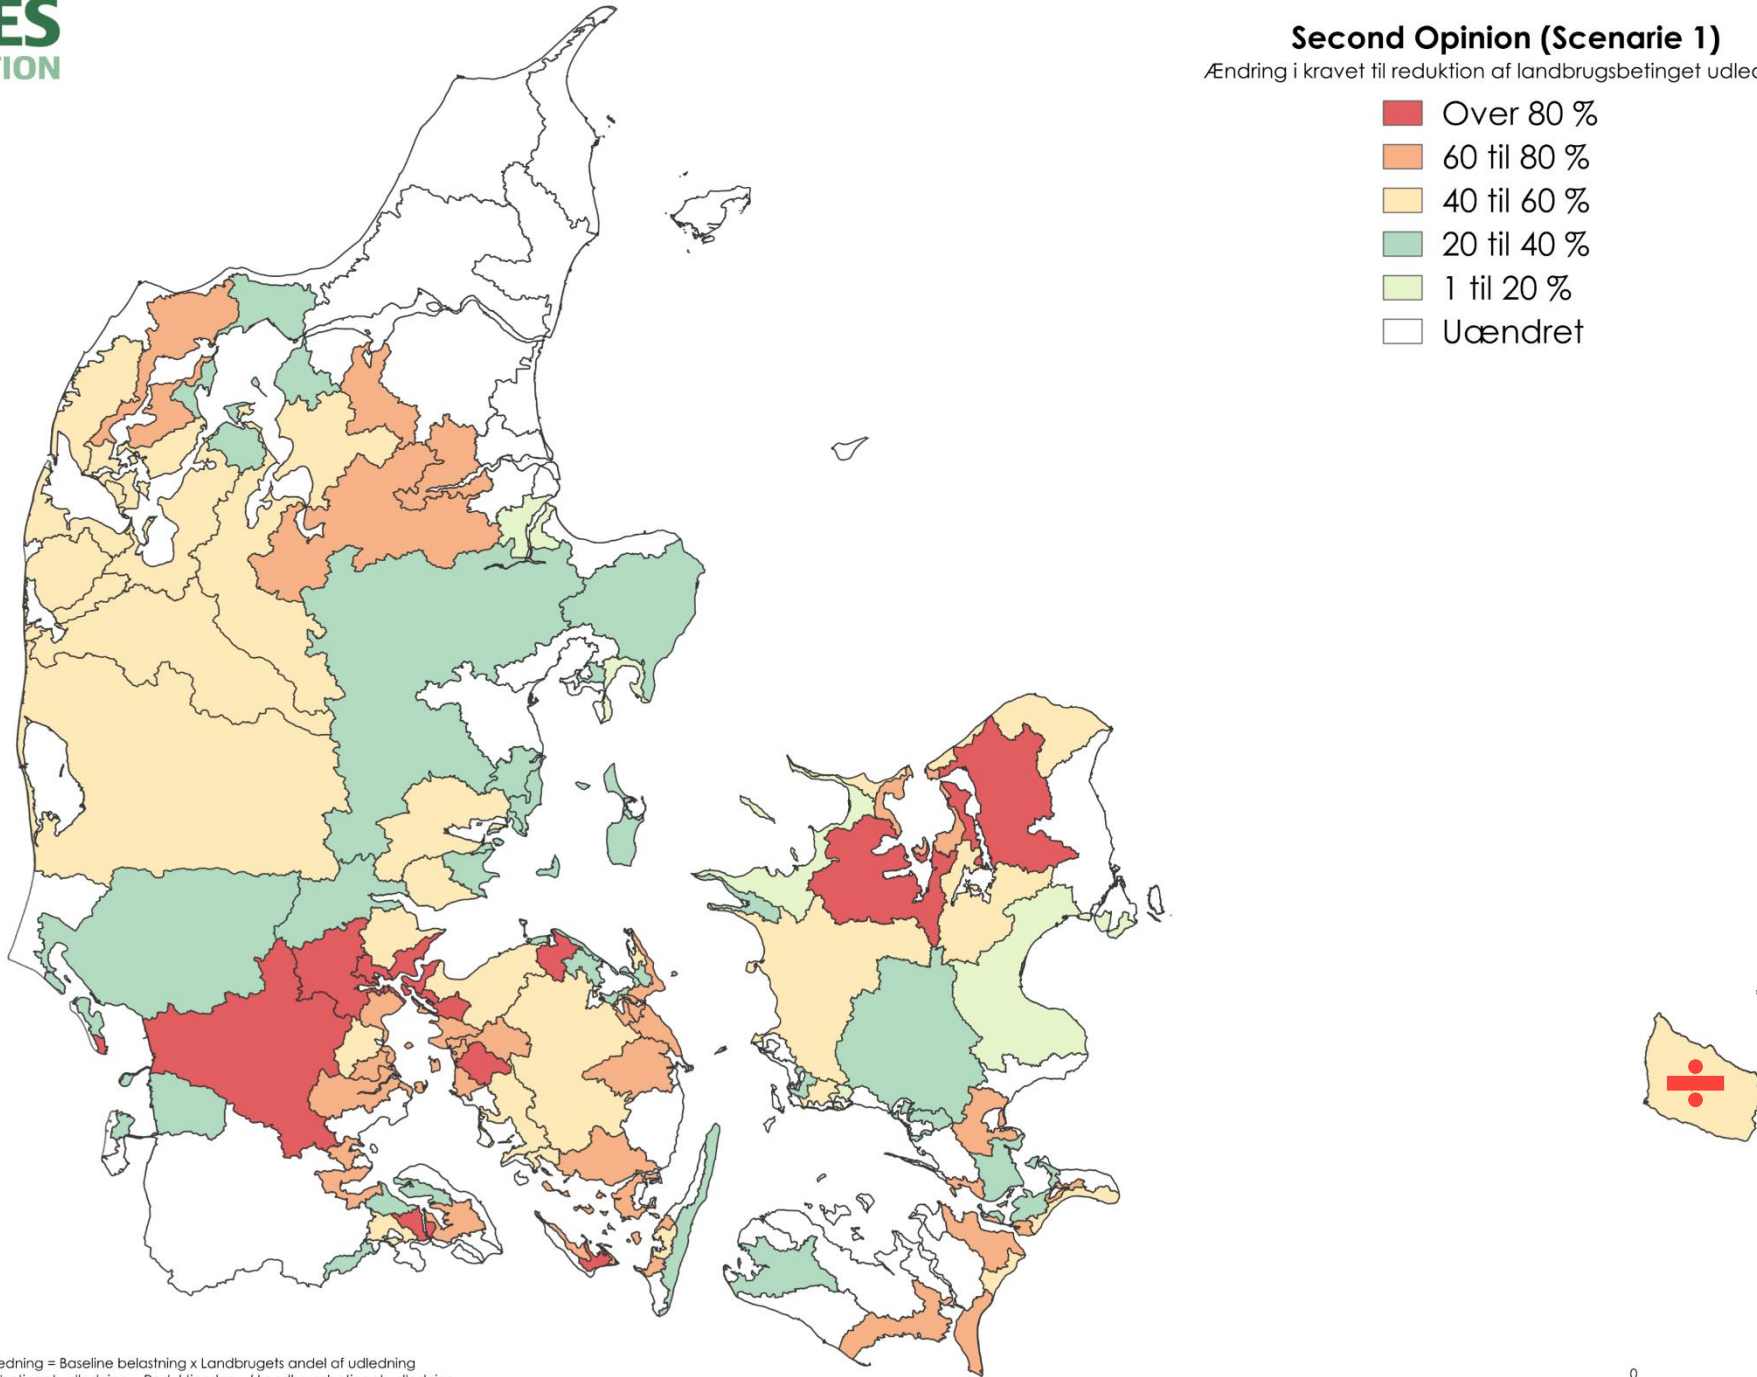 ES
TION
Second Opinion (Scenarie 1)
Ændring i kravet til reduktion af landbrugsbetinget udled
Over 80 %
60 til 80 %
40 til 60 %
20 til 40 %
1 til 20 %
Uændret
edning = Baseline belastning x Landbrugets andel af udledning
0